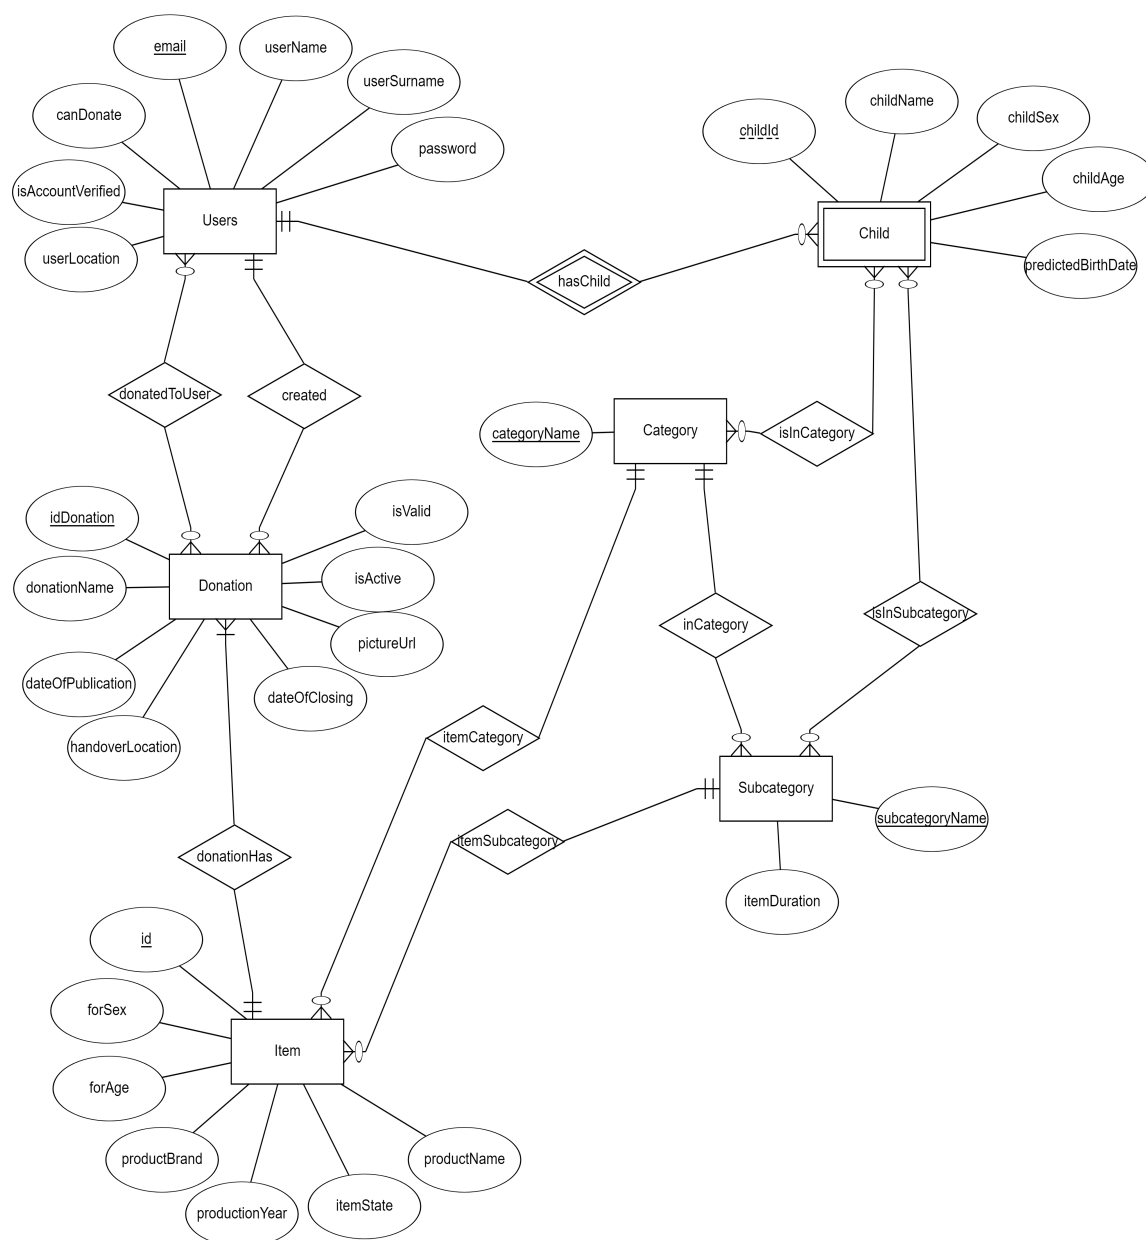 email
userName
userSurname
canDonate
password
isAccountVerified
Users
userLocation
childId
childName
childSex
childAge
Child
predictedBirthDate
hasChild
donatedToUser
created
categoryName
Category
isInCategory
idDonation
isValid
donationName
Donation
isActive
pictureUrl
dateOfPublication
dateOfClosing
handoverLocation
inCategory
isInSubcategory
itemCategory
Subcategory
subcategoryName
itemSubcategory
itemDuration
donationHas
id
forSex
Item
forAge
productBrand
productName
productionYear
itemState